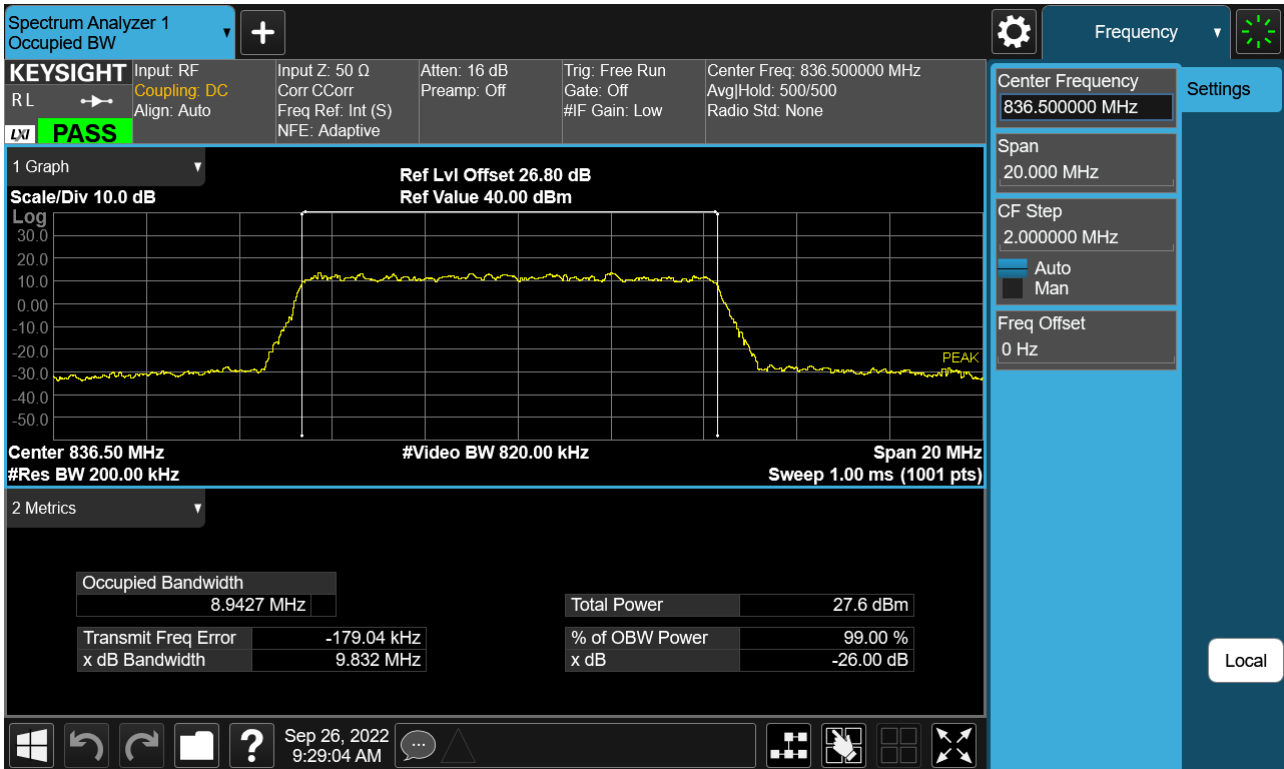 Spectrum Analyzer 1
Occupied BW
+
Frequency
KEYSIGHT
R L
LXI PASS
Input: RF
Coupling: DC
Align: Auto
Input Z: 50 Ω
Corr CCorr
Freq Ref: Int (S)
NFE: Adaptive
Atten: 16 dB
Preamp: Off
Trig: Free Run
Gate: Off
#IF Gain: Low
Center Freq: 836.500000 MHz
Avg|Hold: 500/500
Radio Std: None
Center Frequency
836.500000 MHz
Settings
Span
20.000 MHz
CF Step
2.000000 MHz
Auto
Man
Freq Offset
0 Hz
1 Graph
Ref Lvl Offset 26.80 dB
Scale/Div 10.0 dB
Ref Value 40.00 dBm
Log
30.0
20.0
10.0
0.00
-10.0
-20.0
-30.0
-40.0
-50.0
PEAK
Center 836.50 MHz
#Video BW 820.00 kHz
Span 20 MHz
#Res BW 200.00 kHz
Sweep 1.00 ms (1001 pts)
2 Metrics
Occupied Bandwidth
8.9427 MHz
Total Power 27.6 dBm
Transmit Freq Error -179.04 kHz
% of OBW Power 99.00 %
x dB Bandwidth 9.832 MHz
x dB -26.00 dB
Local
?
Sep 26, 2022
9:29:04 AM